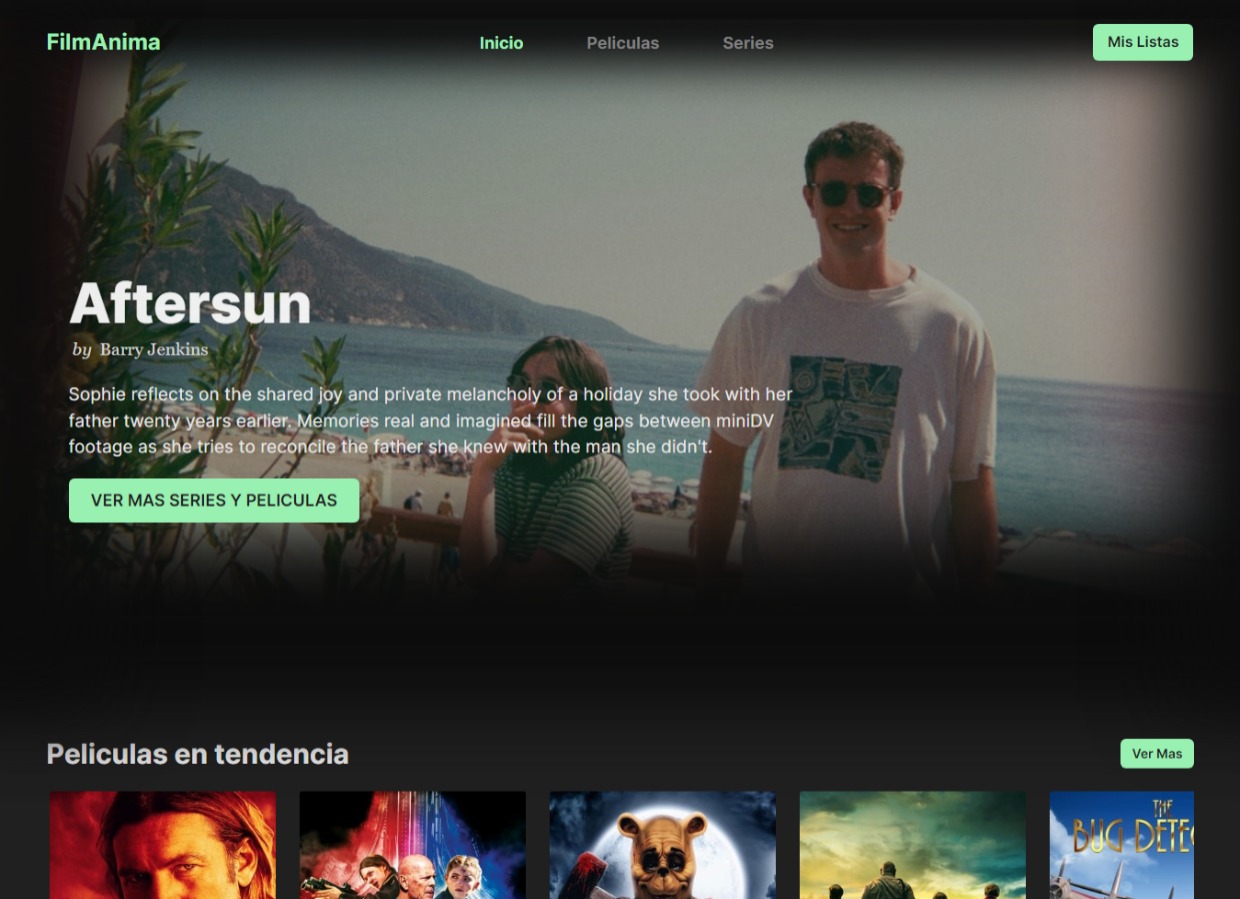 FilmAnima
Inicio
Peliculas
Series
Mis Listas
Aftersun
by Barry Jenkins
Sophie reflects on the shared joy and private melancholy of a holiday she took with her
father twenty years earlier. Memories real and imagined fill the gaps between miniDV
footage as she tries to reconcile the father she knew with the man she didn't.
VER MAS SERIES Y PELICULAS
Peliculas en tendencia
Ver Mas
THE
BUG DETEC